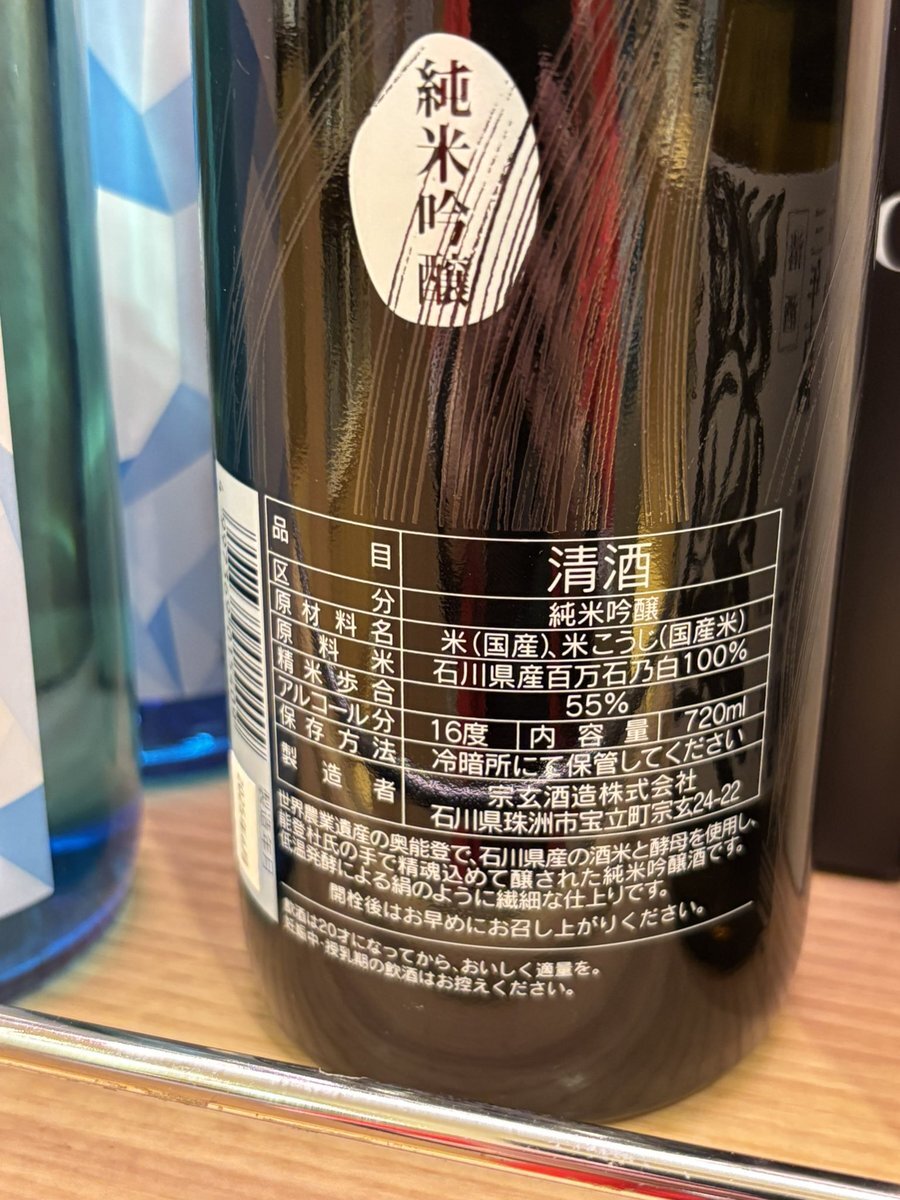 純米吟醸
品目 清酒
区分 純米吟醸
原材料名 米(国産)、米こうじ(国産米)
原料米 石川県産百万石乃白100%
精米歩合 55%
アルコール分 16度 内容量 720ml
保存方法 冷暗所にて保管してください
製造者 宗玄酒造株式会社
石川県珠洲市宝立町宗玄24-22
世界農業遺産の奥能登で、石川県産の酒米と酵母を使用し、
能登杜氏の手で精魂込めて醸された純米吟醸酒です。
低温発酵による絹のように繊細な仕上りです。
開栓後はお早めにお召し上がりください。
飲酒は20才になってから、おいしく適量を。
妊娠中・授乳期の飲酒はお控えください。